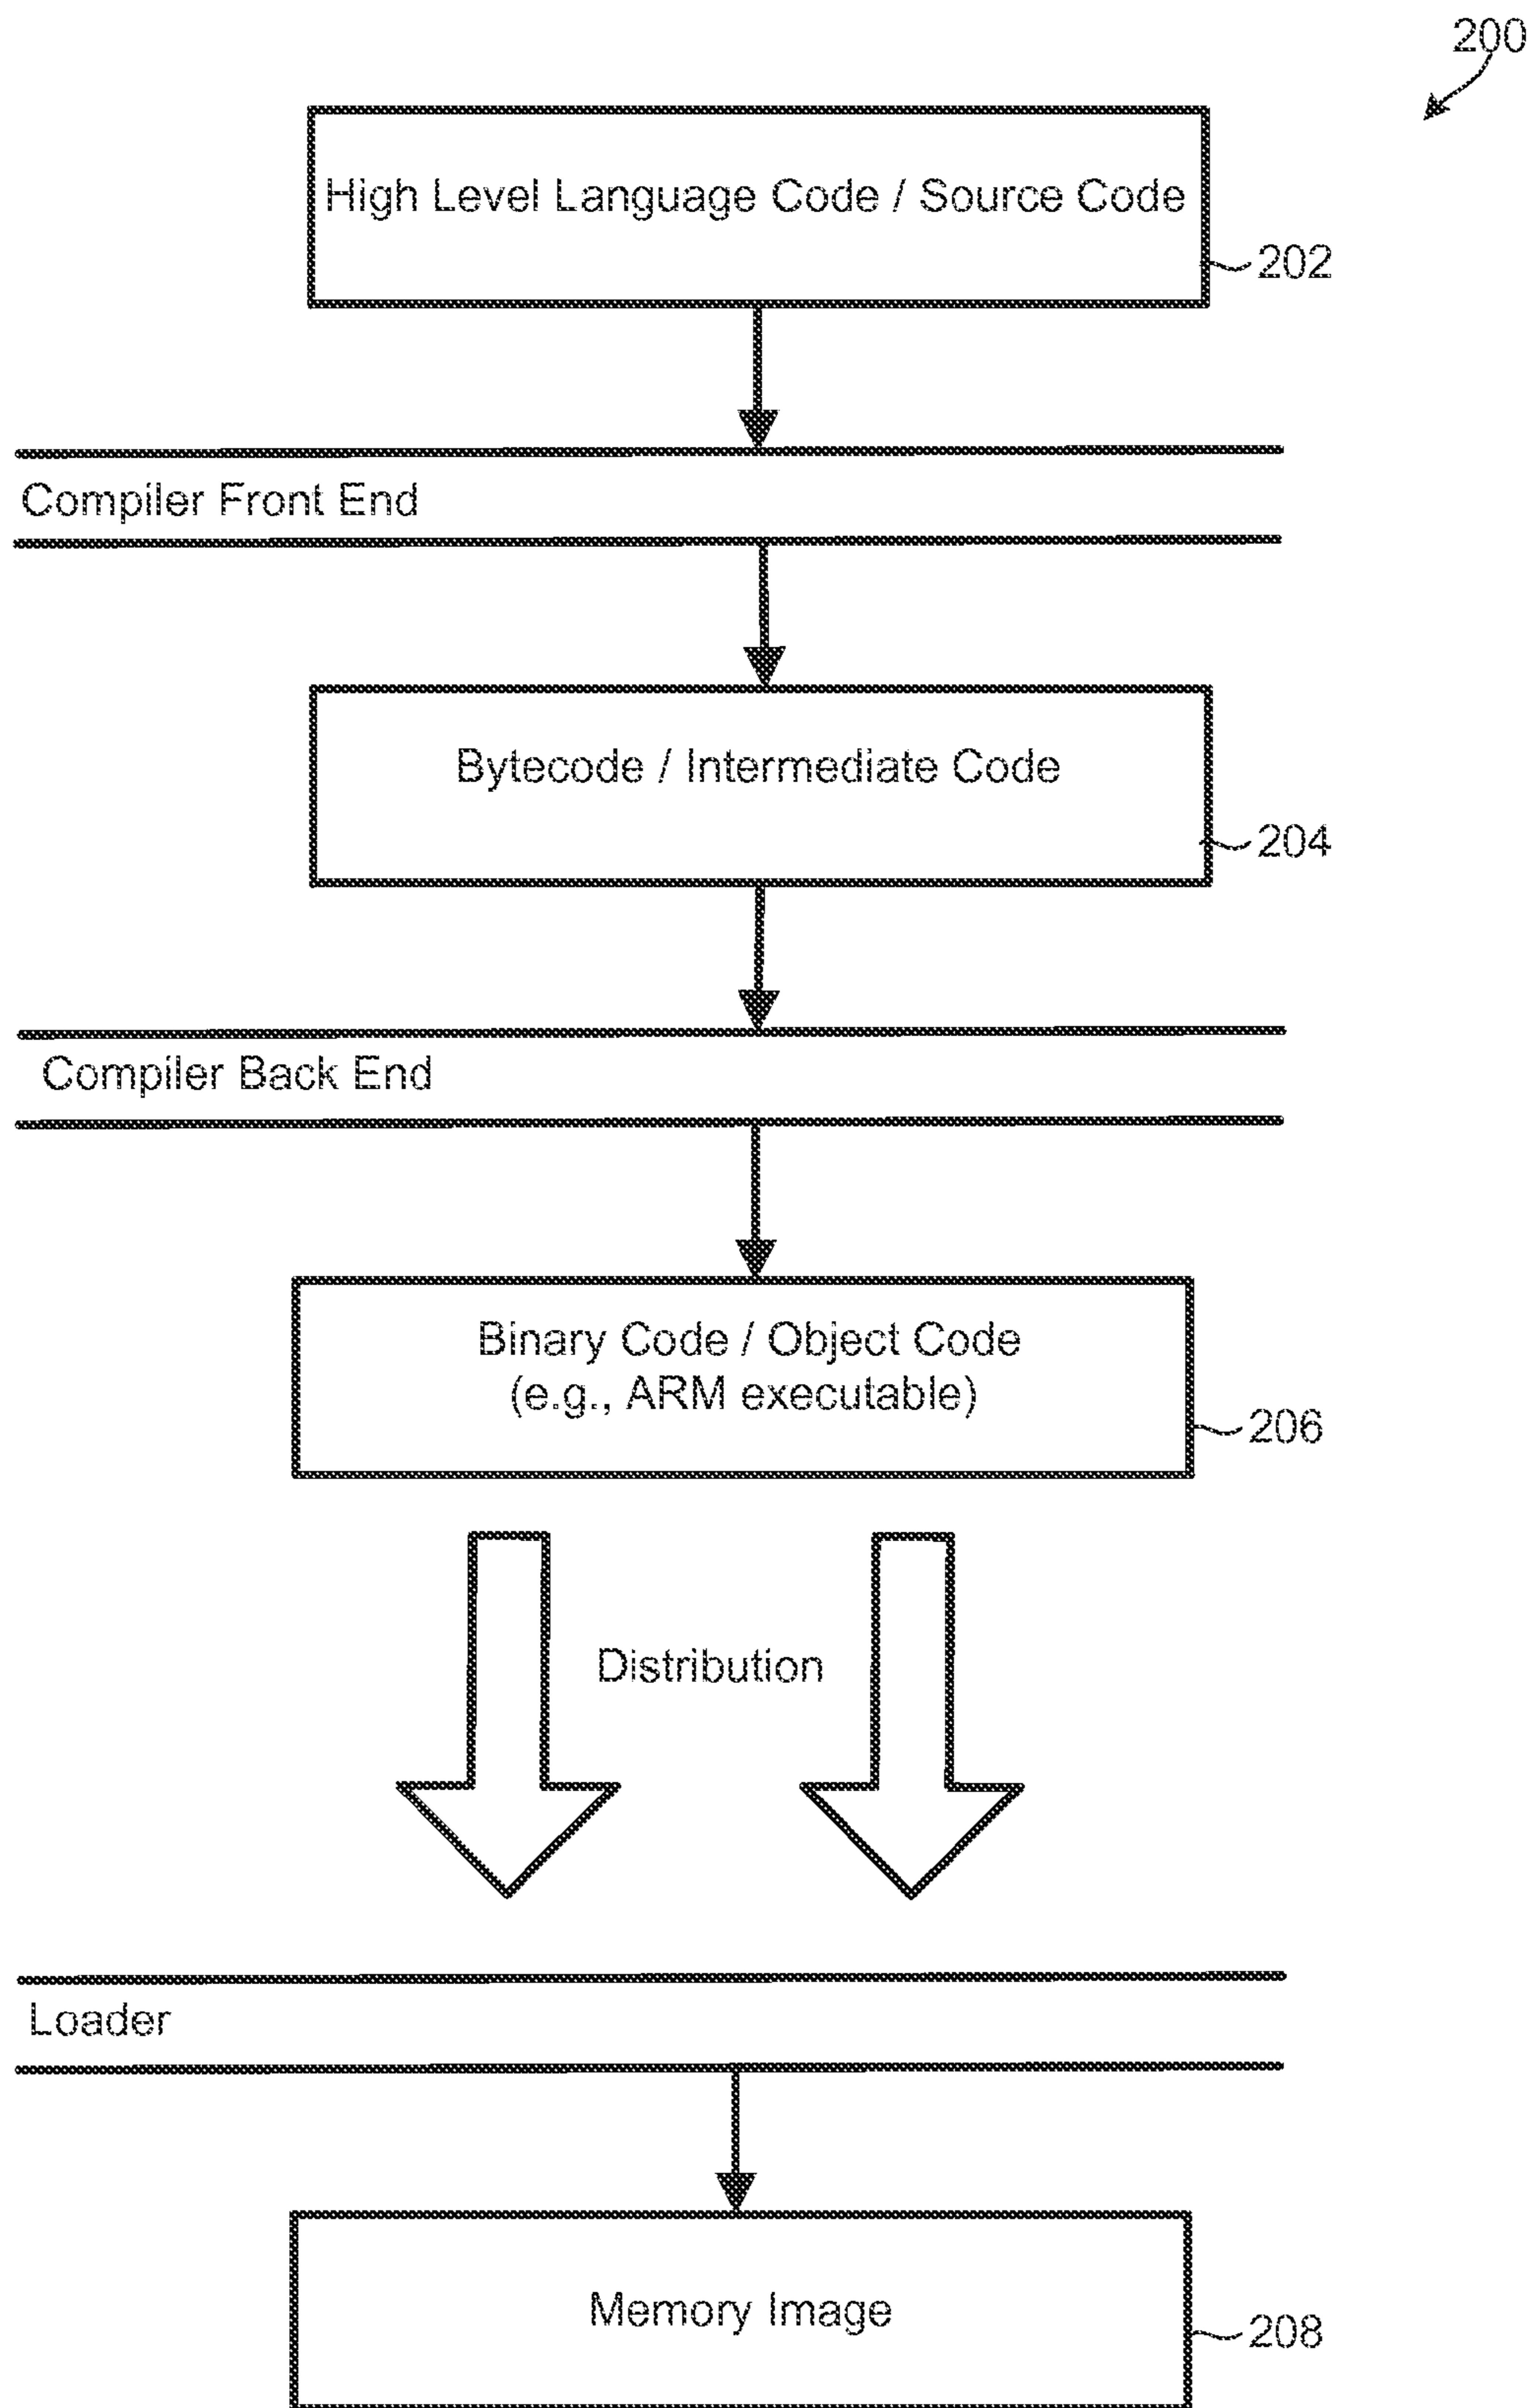 200
High Level Language Code / Source Code
202
Compiler Front End
Bytecode / Intermediate Code
204
Compiler Back End
Binary Code / Object Code
(e.g., ARM executable)
206
Distribution
Loader
Memory Image
208